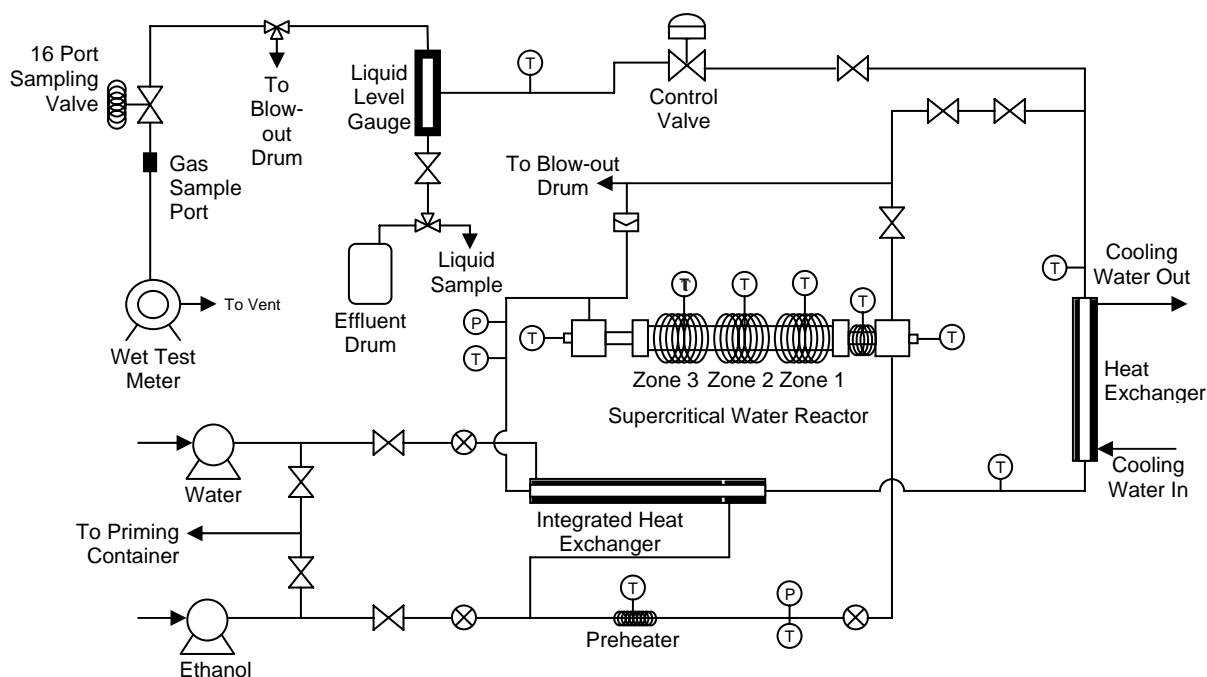 16 Port
Sampling
Valve
To
Blow-
out
Drum
Liquid
Level
Gauge
T
Control
Valve
Gas
Sample
Port
To Blow-out
Drum
To Vent
Wet Test
Meter
Effluent
Drum
Liquid
Sample
P
T
T
T
T
T
T
T
Zone 3 Zone 2 Zone 1
Supercritical Water Reactor
T
Cooling
Water Out
Heat
Exchanger
Cooling
Water In
T
Water
To Priming
Container
Integrated Heat
Exchanger
Ethanol
T
Preheater
P
T